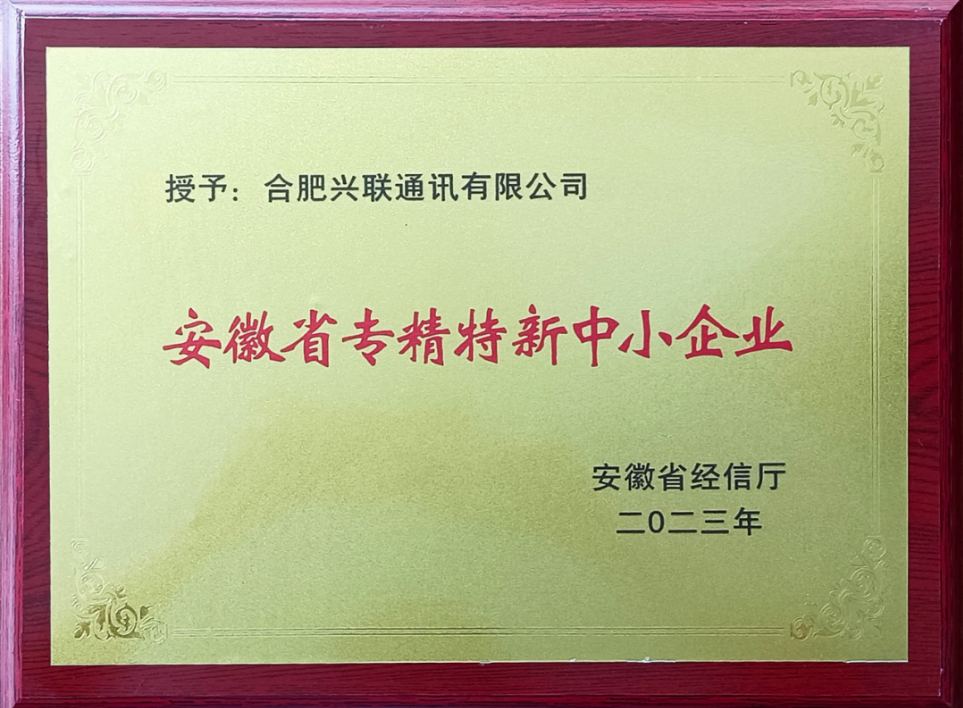 授予：合肥兴联通讯有限公司
安徽省专精特新中小企业
安徽省经信厅
二0二三年